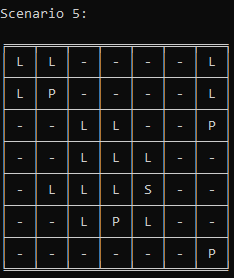 Scenario 5:
L L - - - - L
L P - - - - L
- - L L - - P
- - L L L - -
- L L L S - -
- - L P L - -
- - - - - - P